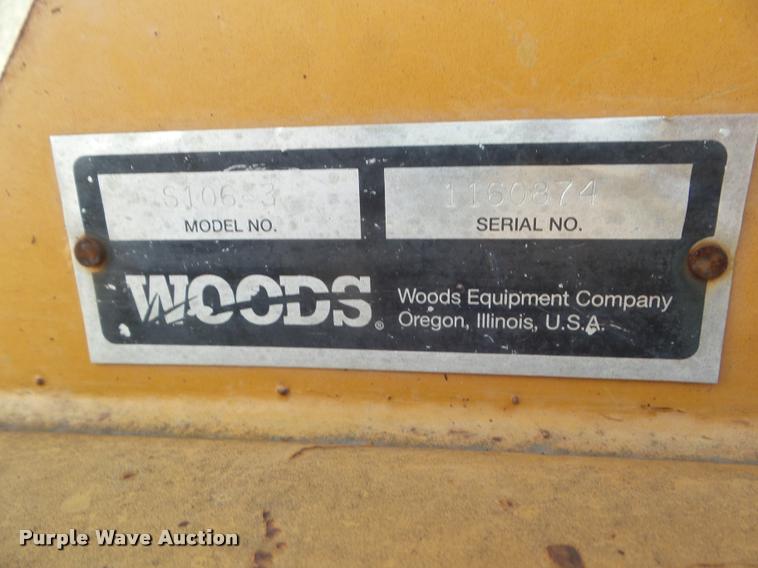 S106-3
MODEL NO.
1160874
SERIAL NO.
WOODS®
Woods Equipment Company
Oregon, Illinois, U.S.A.
Purple Wave Auction